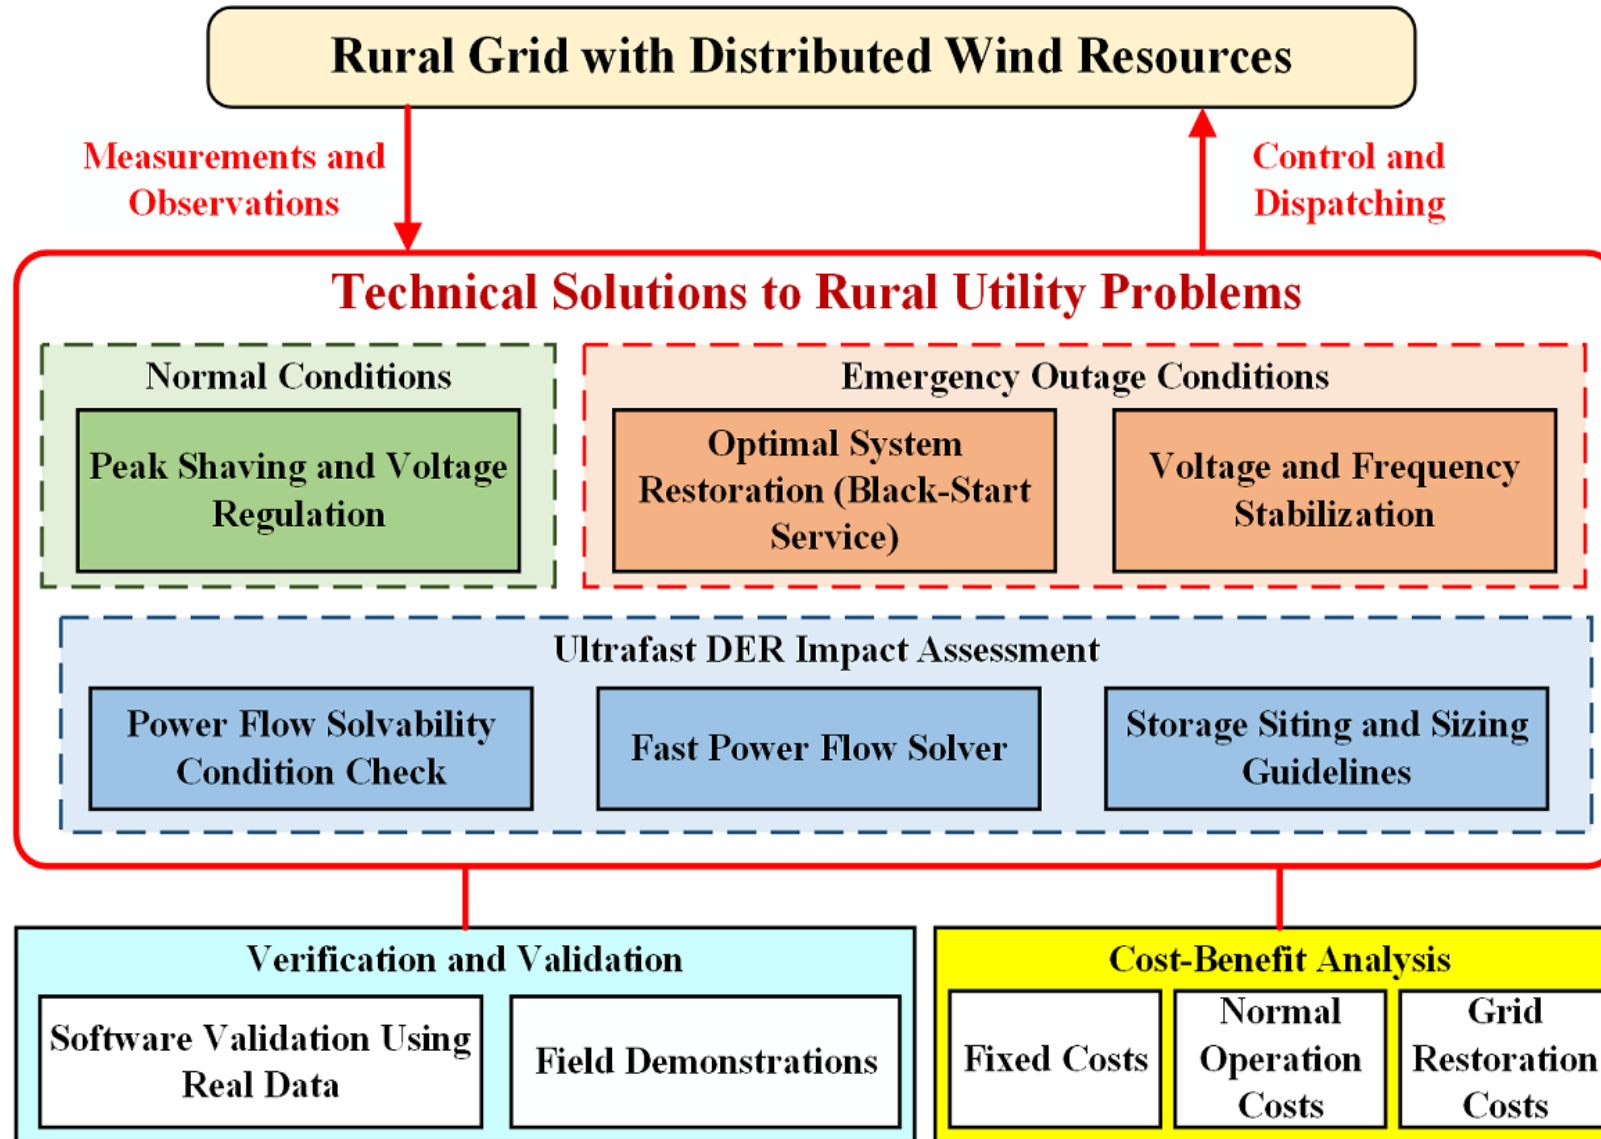 Rural Grid with Distributed Wind Resources
Measurements and
Observations
Control and
Dispatching
Technical Solutions to Rural Utility Problems
Normal Conditions
Peak Shaving and Voltage
Regulation
Emergency Outage Conditions
Optimal System
Restoration (Black-Start
Service)
Voltage and Frequency
Stabilization
Ultrafast DER Impact Assessment
Power Flow Solvability
Condition Check
Fast Power Flow Solver
Storage Siting and Sizing
Guidelines
Verification and Validation
Software Validation Using
Real Data
Field Demonstrations
Cost-Benefit Analysis
Fixed Costs
Normal
Operation
Costs
Grid
Restoration
Costs